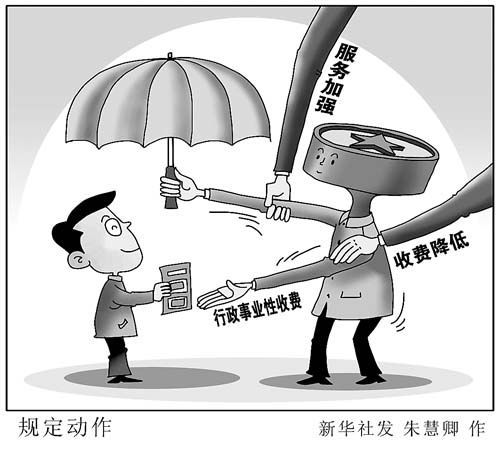 服务加强
收费降低
行政事业性收费
规定动作
新华社发 朱慧卿 作